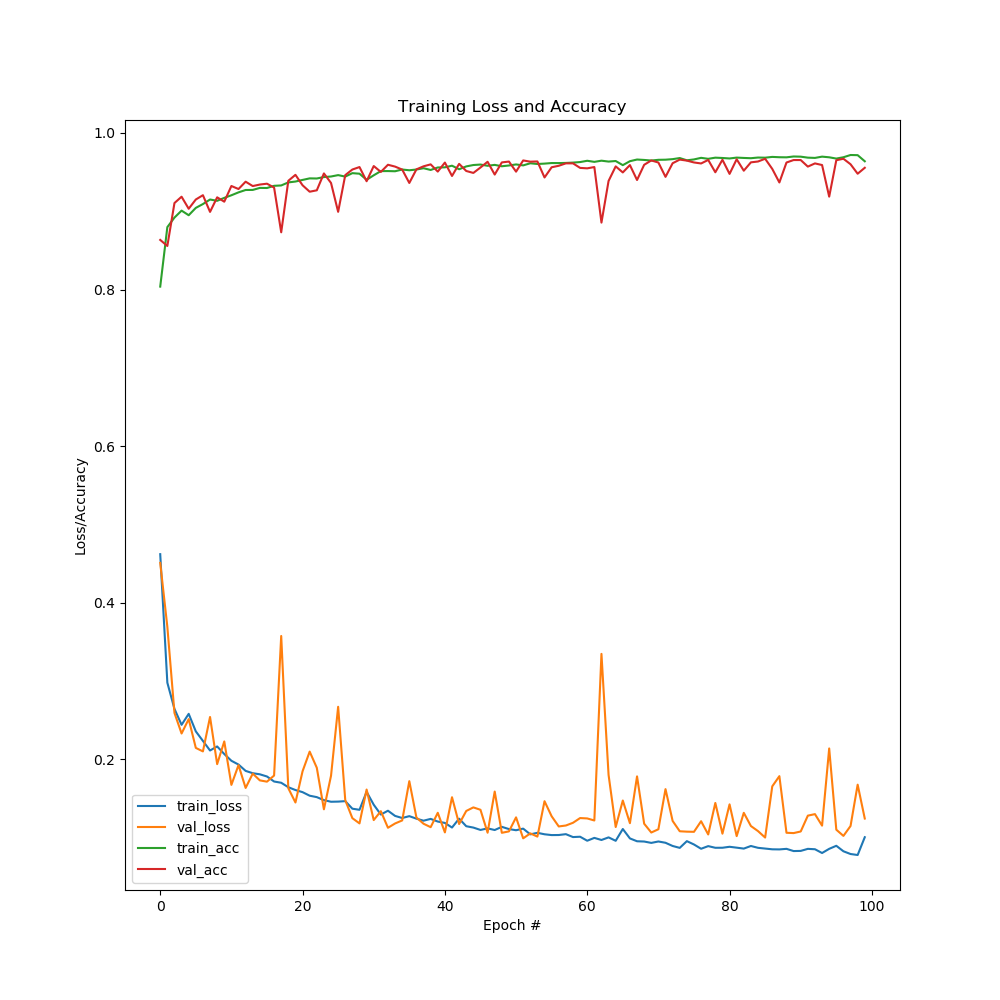 Training Loss and Accuracy
1.0
0.8
0.6
0.4
0.2
Loss/Accuracy
train_loss
val_loss
train_acc
val_acc
0 20 40 60 80 100
Epoch #